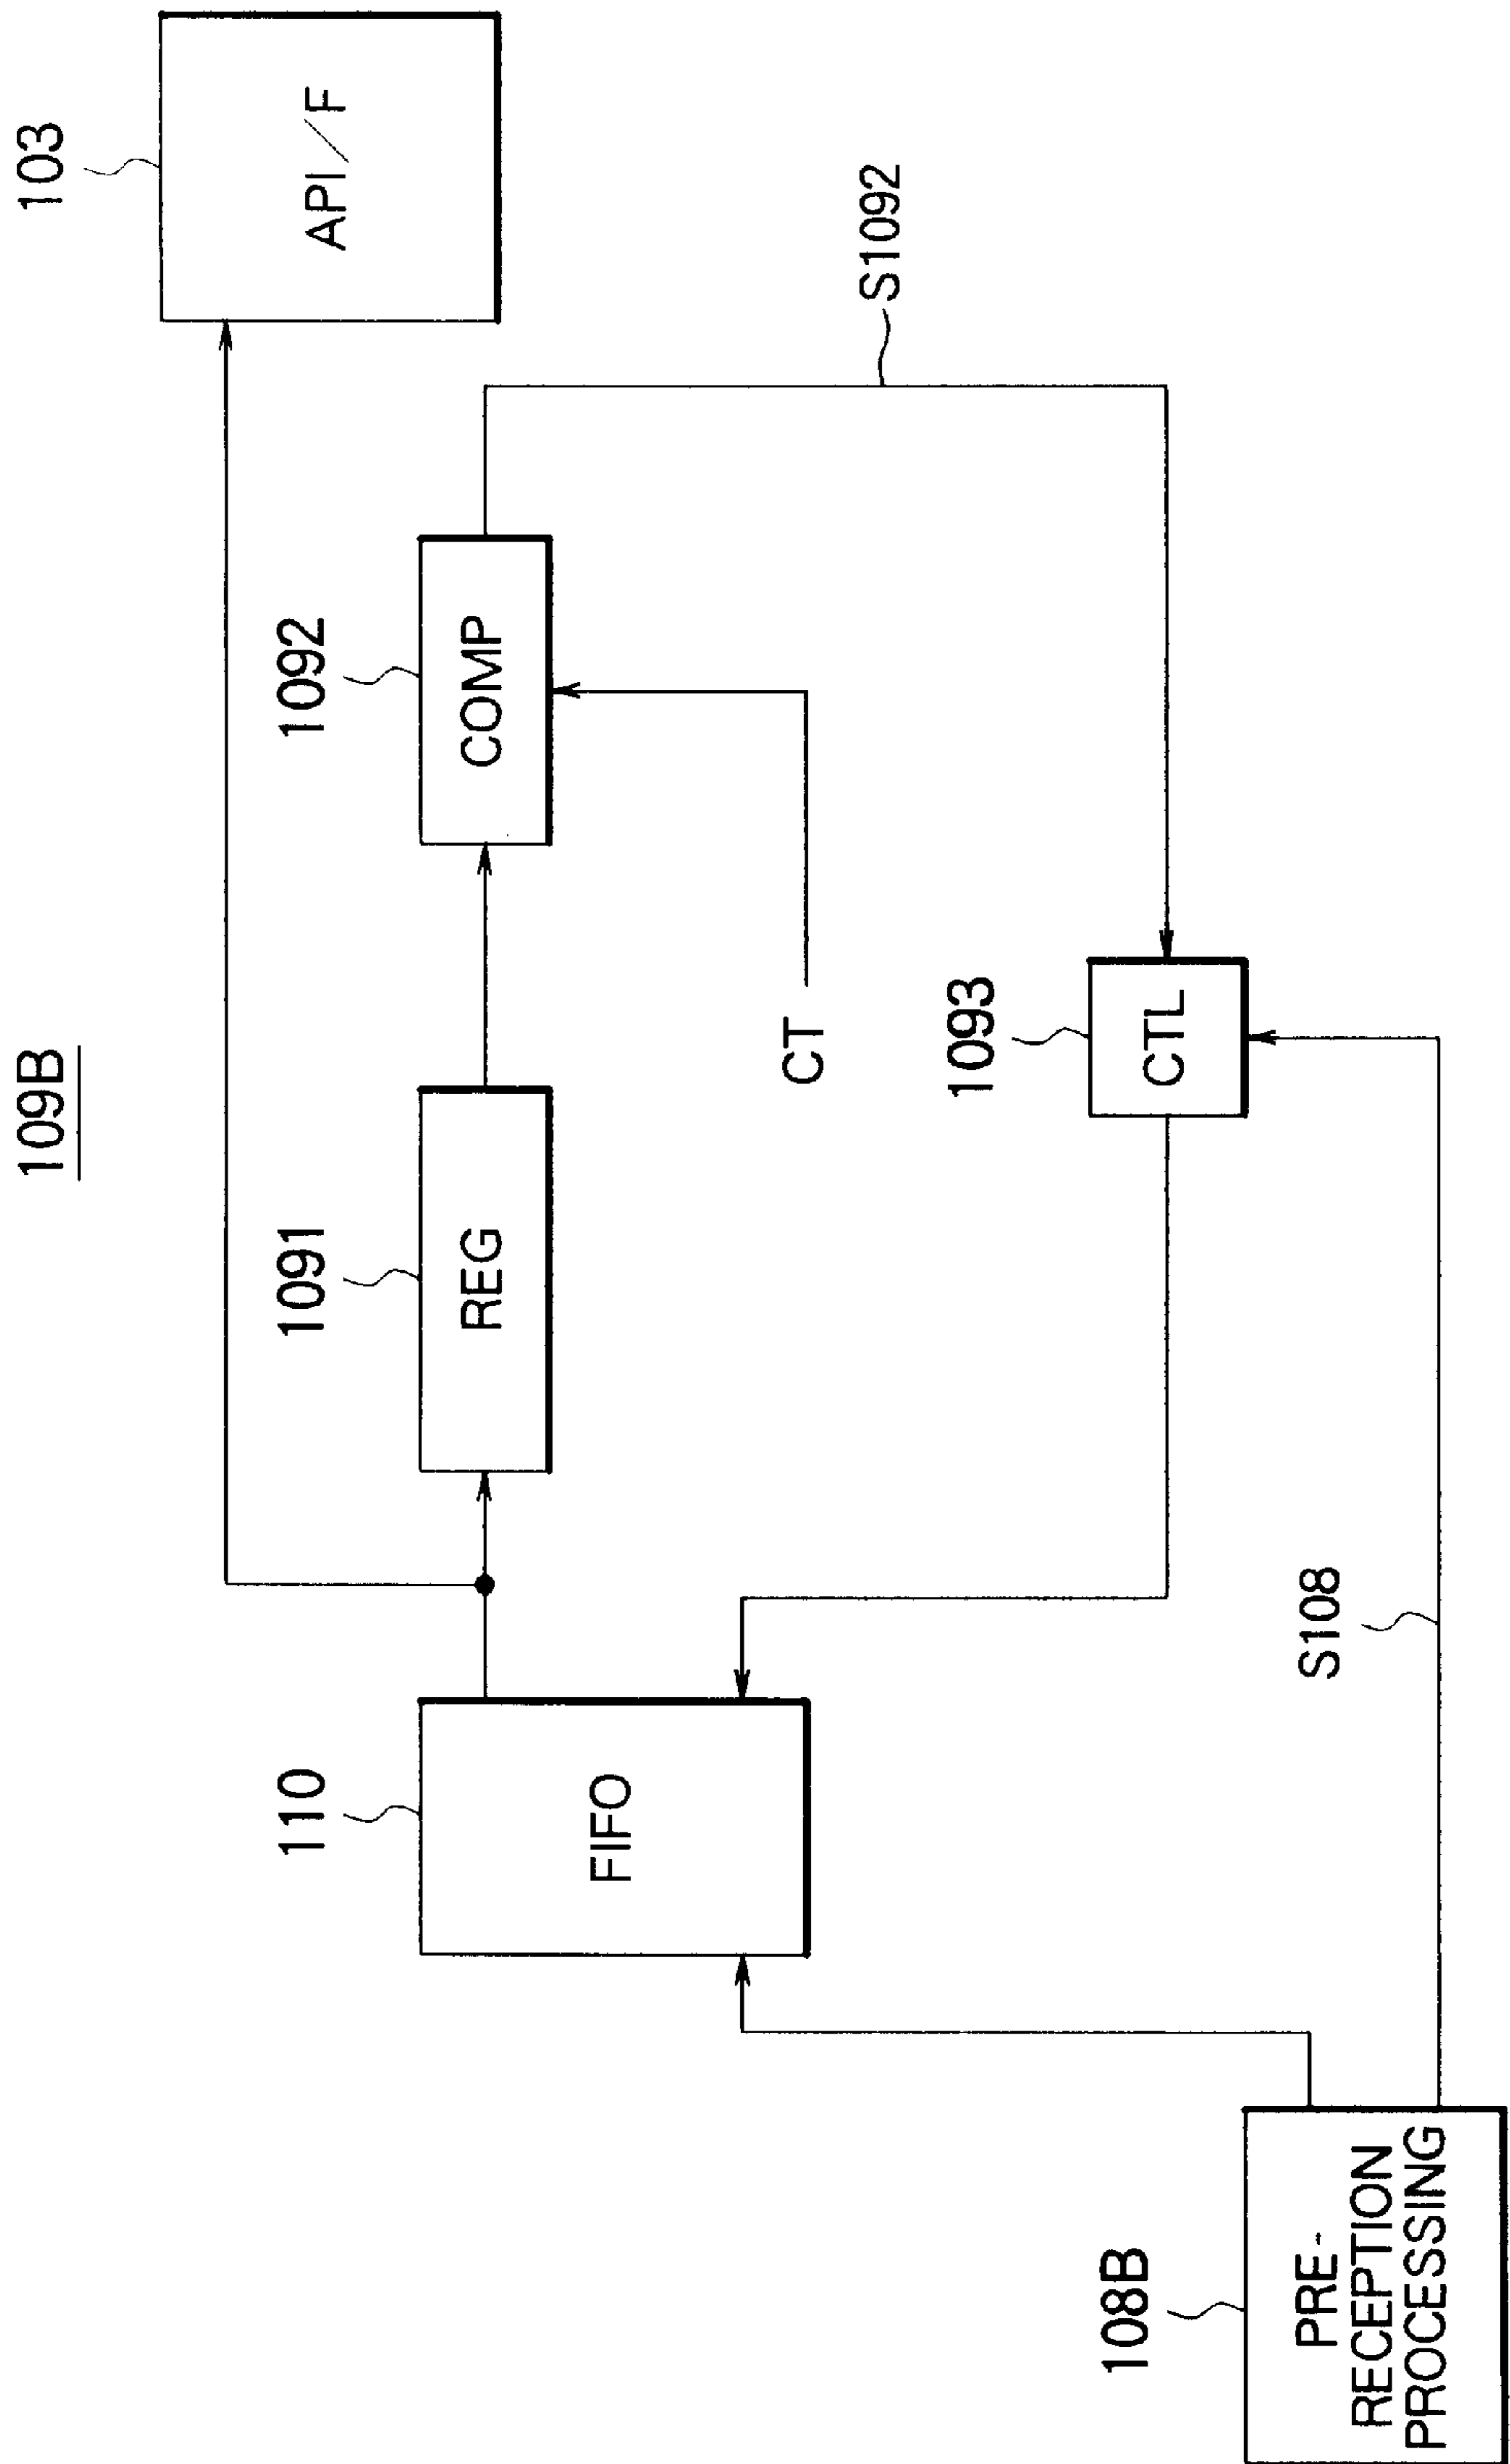 109B
103
API/F
110
FIFO
1091
REG
1092
COMP
CT
S1092
1093
CTL
S108
108B
PRE-
RECEPTION
PROCESSING